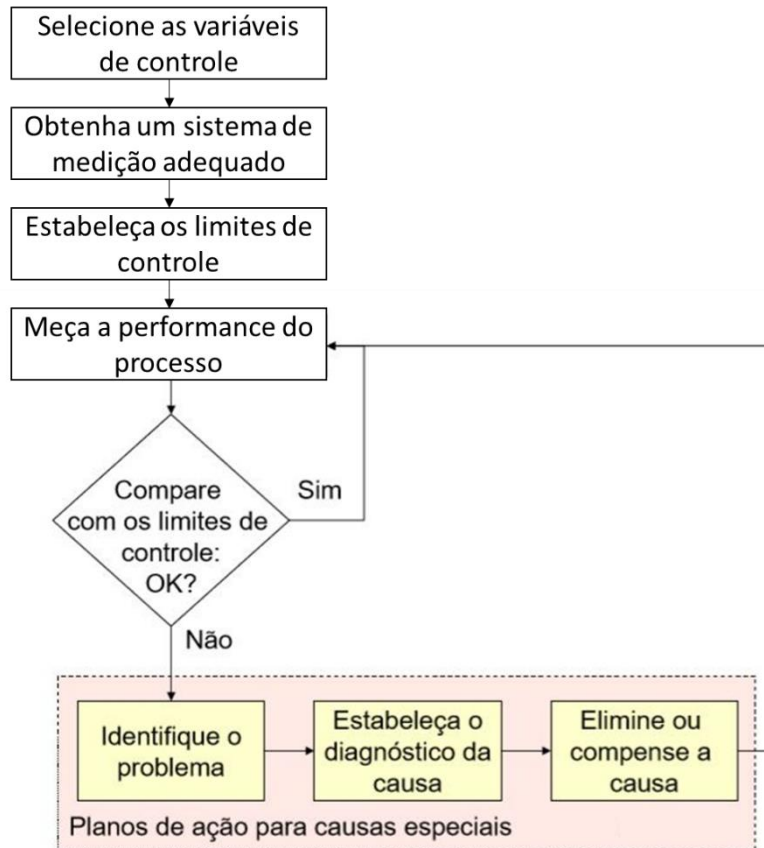 Selecione as variáveis
de controle
Obtenha um sistema de
medição adequado
Estabeleça os limites de
controle
Meça a performance do
processo
Compare
com os limites de
controle:
OK?
Sim
Não
Identifique o
problema
Estabeleça o
diagnóstico da
causa
Elimine ou
compense a
causa
Planos de ação para causas especiais